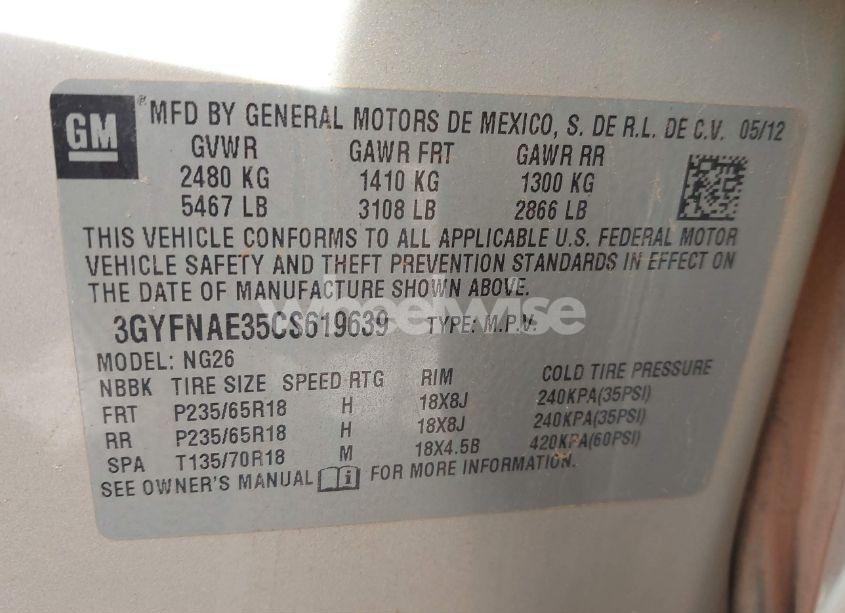 GM
® MFD BY GENERAL MOTORS DE MEXICO, S. DE R.L. DE C.V. 05/12
GVWR GAWR FRT GAWR RR
2480 KG 1410 KG 1300 KG
5467 LB 3108 LB 2866 LB
THIS VEHICLE CONFORMS TO ALL APPLICABLE U.S. FEDERAL MOTOR
VEHICLE SAFETY AND THEFT PREVENTION STANDARDS IN EFFECT ON
THE DATE OF MANUFACTURE SHOWN ABOVE.
wheelwise
3GYFNAE35CS619639 TYPE: M.P.V.
MODEL: NG26
NBBK TIRE SIZE SPEED RTG RIM COLD TIRE PRESSURE
FRT P235/65R18 H 18X8J 240KPA(35PSI)
RR P235/65R18 H 18X8J 240KPA(35PSI)
SPA T135/70R18 M 18X4.5B 420KPA(60PSI)
SEE OWNER'S MANUAL i FOR MORE INFORMATION.